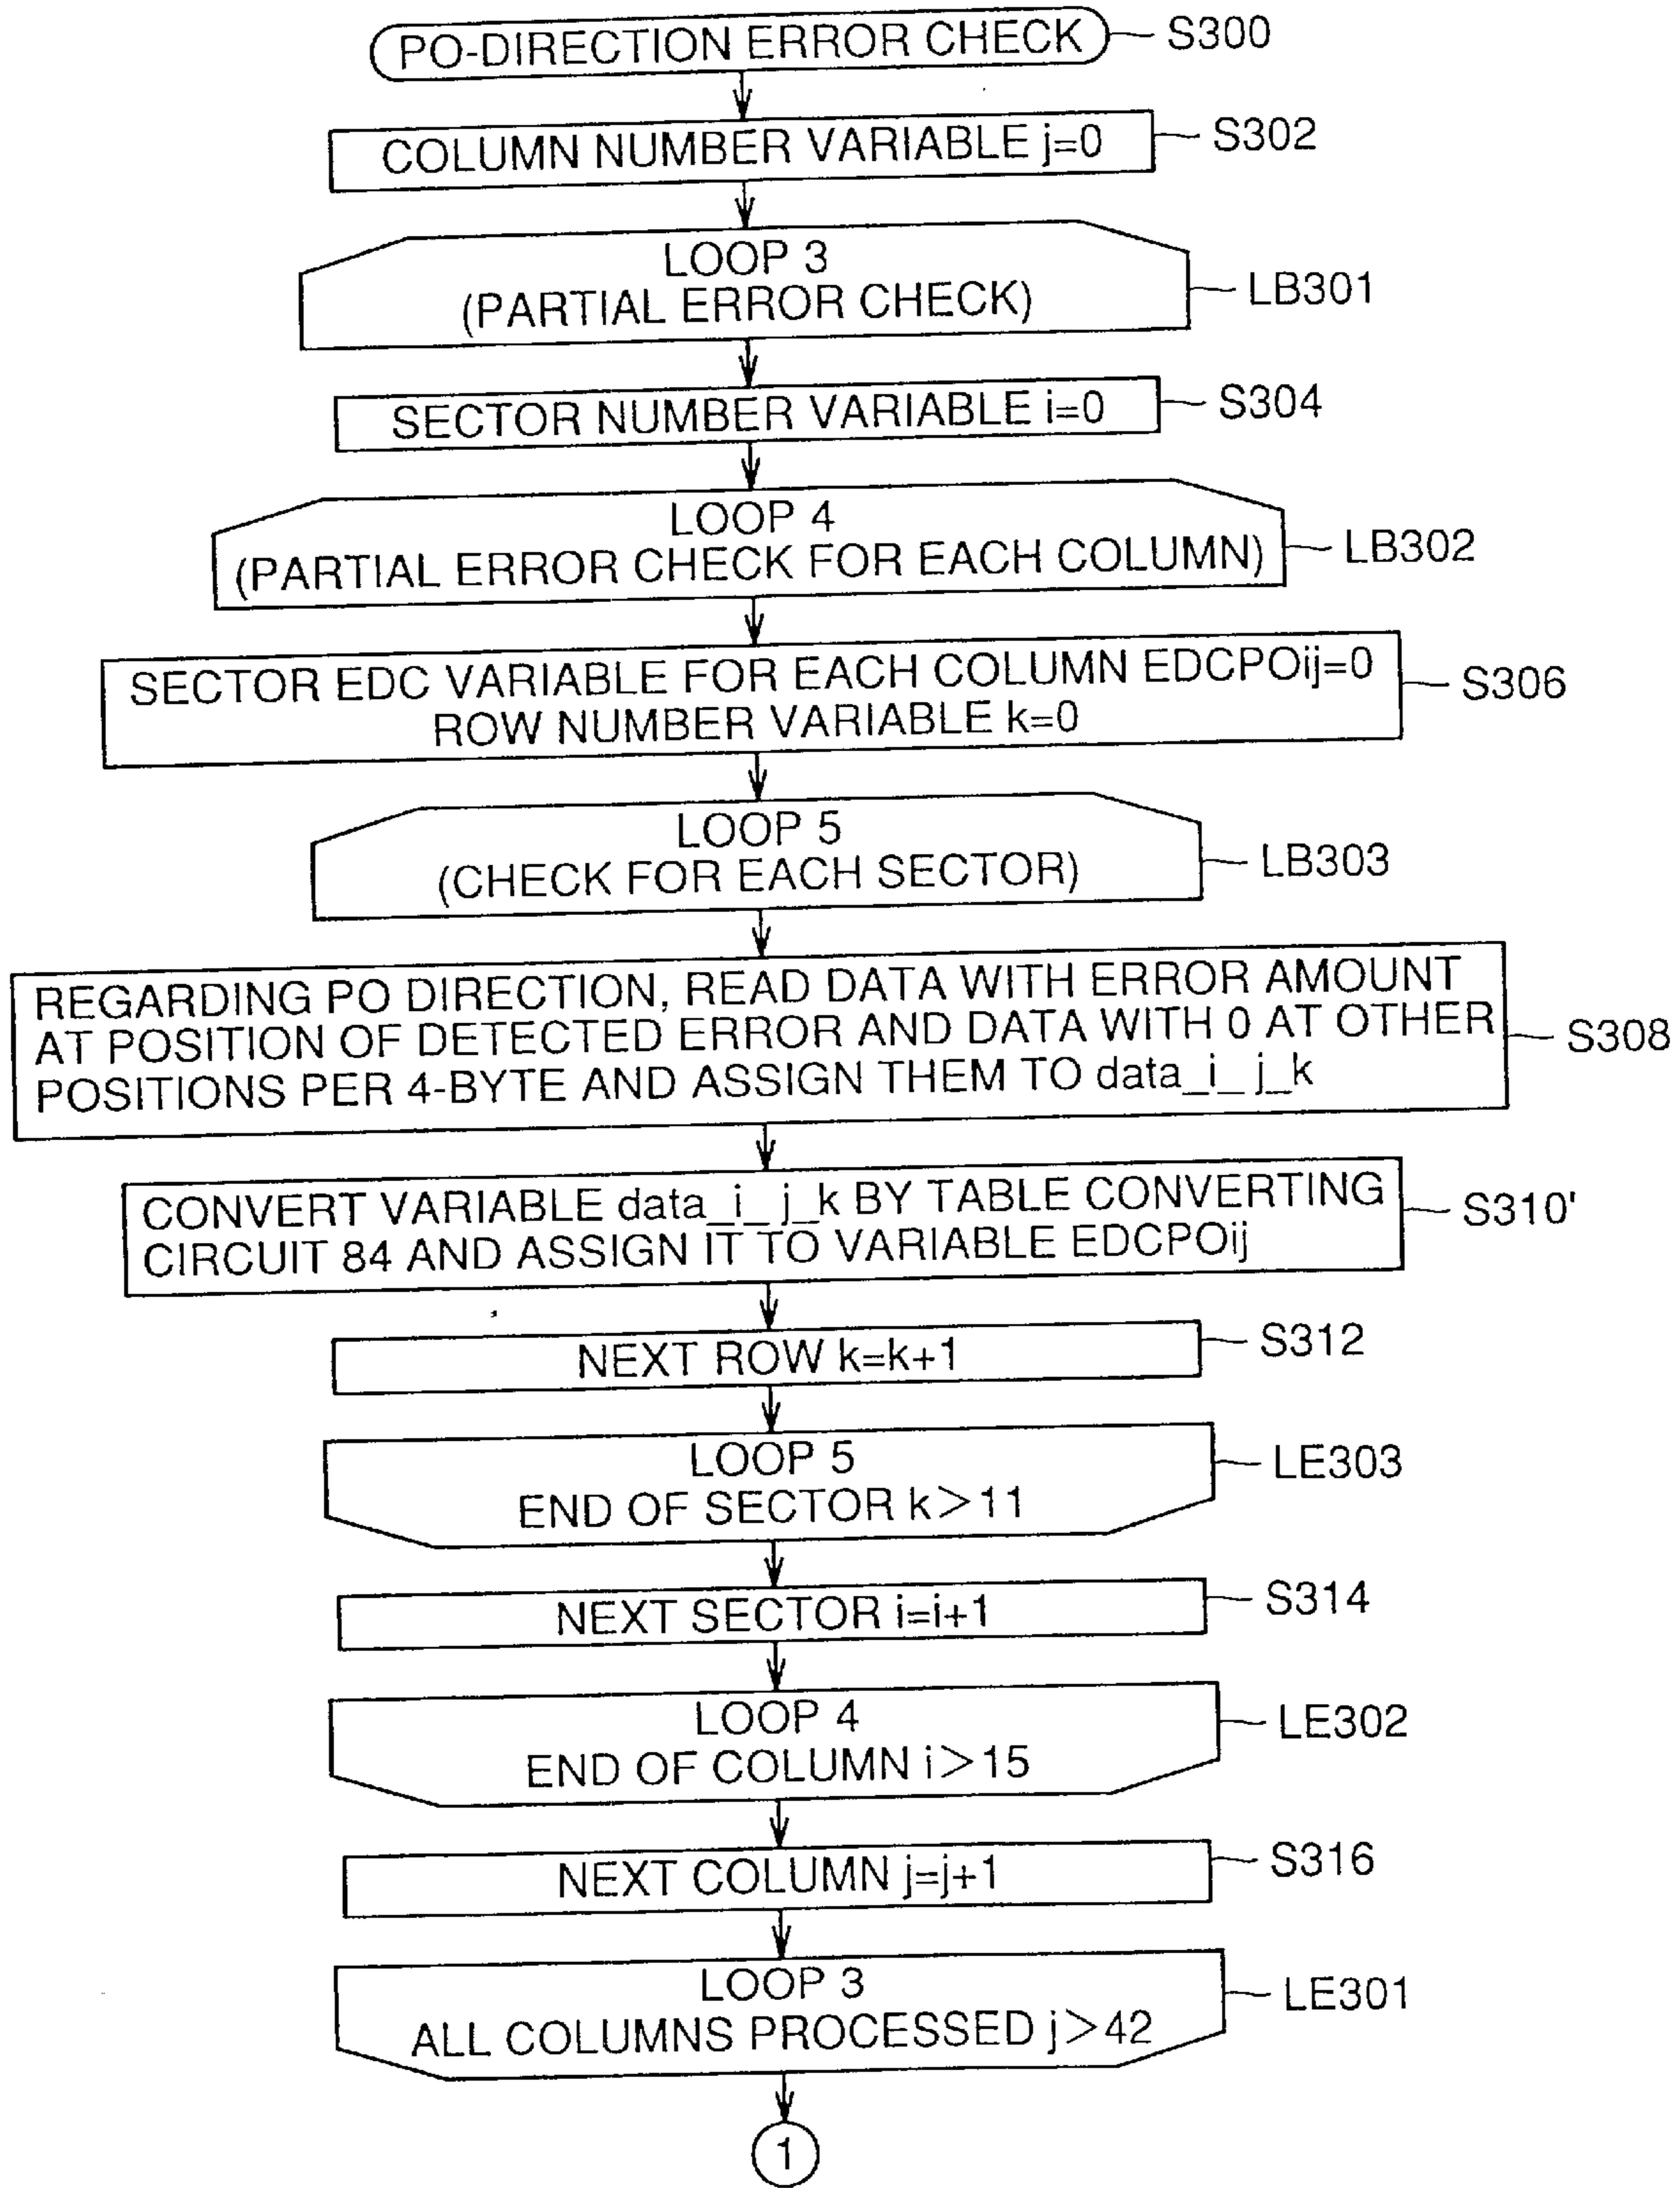 PO-DIRECTION ERROR CHECK
S300
COLUMN NUMBER VARIABLE j=0
S302
LOOP 3
(PARTIAL ERROR CHECK)
LB301
SECTOR NUMBER VARIABLE i=0
S304
LOOP 4
(PARTIAL ERROR CHECK FOR EACH COLUMN)
LB302
SECTOR EDC VARIABLE FOR EACH COLUMN EDCPOij=0
ROW NUMBER VARIABLE k=0
S306
LOOP 5
(CHECK FOR EACH SECTOR)
LB303
REGARDING PO DIRECTION, READ DATA WITH ERROR AMOUNT
AT POSITION OF DETECTED ERROR AND DATA WITH 0 AT OTHER
POSITIONS PER 4-BYTE AND ASSIGN THEM TO data_i_j_k
S308
CONVERT VARIABLE data_i_j_k BY TABLE CONVERTING
CIRCUIT 84 AND ASSIGN IT TO VARIABLE EDCPOij
S310'
NEXT ROW k=k+1
S312
LOOP 5
END OF SECTOR k>11
LE303
NEXT SECTOR i=i+1
S314
LOOP 4
END OF COLUMN i>15
LE302
NEXT COLUMN j=j+1
S316
LOOP 3
ALL COLUMNS PROCESSED j>42
LE301
1